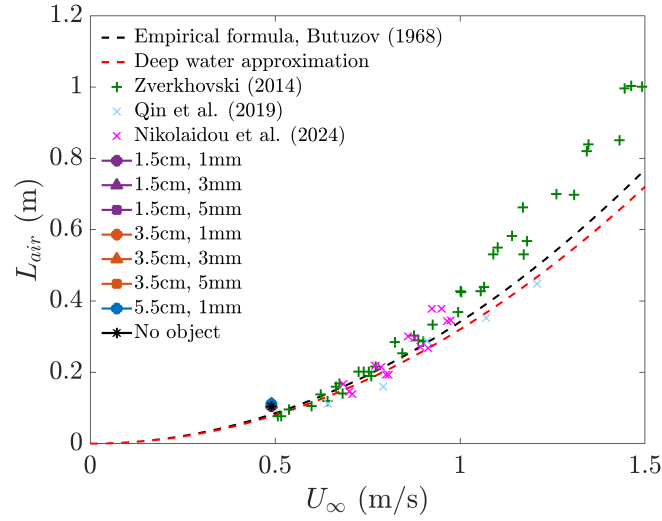 1.2
1
0.8
0.6
0.4
0.2
0
L_air (m)
Empirical formula, Butuzov (1968)
Deep water approximation
Zverkhovski (2014)
Qin et al. (2019)
Nikolaidou et al. (2024)
1.5cm, 1mm
1.5cm, 3mm
1.5cm, 5mm
3.5cm, 1mm
3.5cm, 3mm
3.5cm, 5mm
5.5cm, 1mm
No object
0 0.5 1 1.5
U_∞ (m/s)